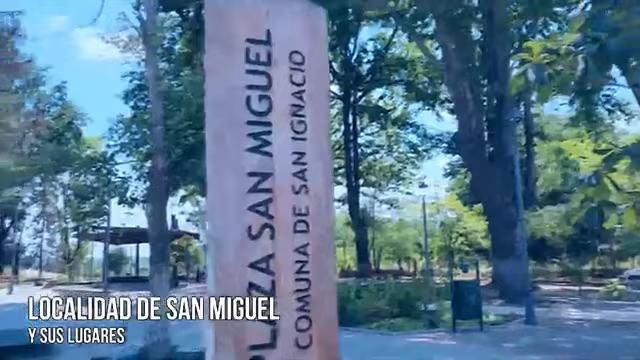 PLAZA SAN MIGUEL
COMUNA DE SAN IGNACIO
LOCALIDAD DE SAN MIGUEL
Y SUS LUGARES